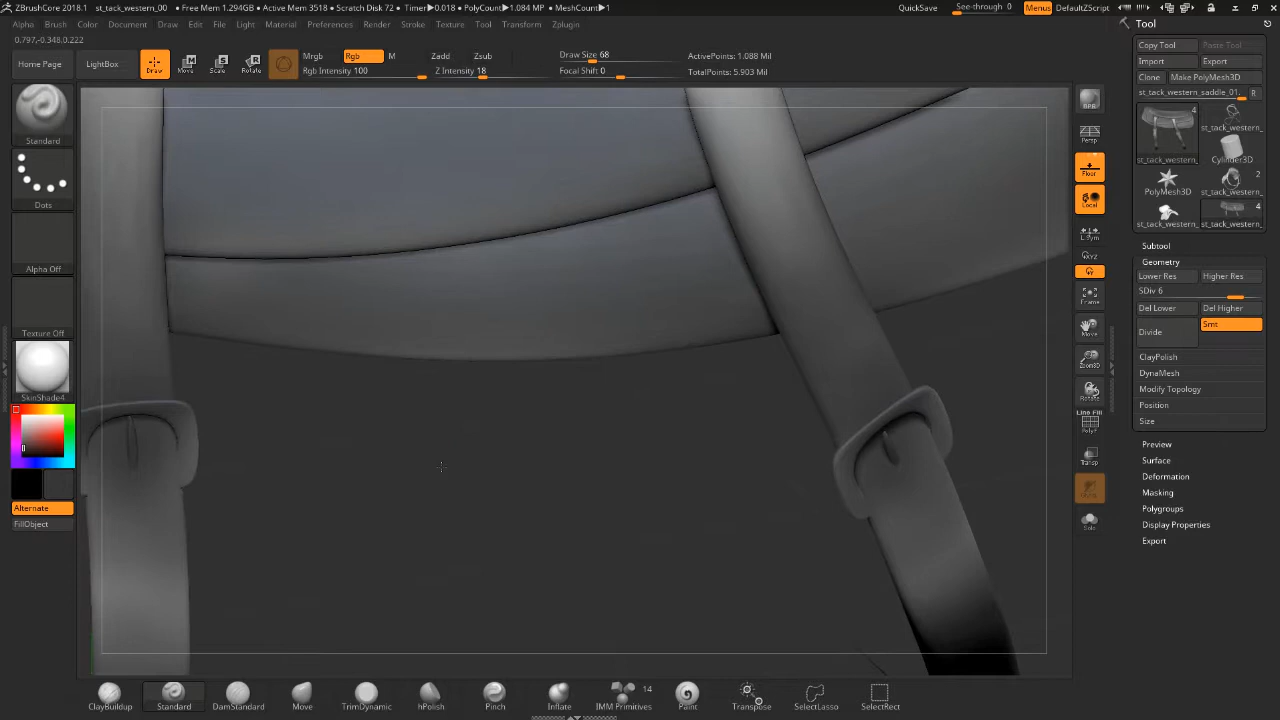 ZBrushCore 2018.1 st_tack_western_00 • Free Mem 1.294GB • Active Mem 3518 • Scratch Disk 72 • Timer▶0.018 • PolyCount▶1.084 MP • MeshCount▶1 QuickSave See-through 0 Menus DefaultZScript
Alpha Brush Color Document Draw Edit File Light Material Preferences Render Stroke Texture Tool Transform Zplugin
0.797,-0.348,0.222
Home Page LightBox Draw Move Scale Rotate
Mrgb Rgb M Zadd Zsub
Rgb Intensity 100 Z Intensity 18
Draw Size 68
Focal Shift 0
ActivePoints: 1.088 Mil
TotalPoints: 5.903 Mil
Standard
Dots
Alpha Off
Texture Off
SkinShade4
Alternate
FillObject
BPR
Persp
Floor
Local
L.Sym
Frame
Move
Zoom3D
Rotate
Line Fill
PolyF
Transp
Solo
Tool
Copy Tool Paste Tool
Import Export
Clone Make PolyMesh3D
st_tack_western_saddle_01. R
4
st_tack_western_
Cylinder3D
PolyMesh3D
2
st_tack_western_
st_tack_western_
4
st_tack_western_
st_tack_western_
Subtool
Geometry
Lower Res Higher Res
SDiv 6
Del Lower Del Higher
Divide Smt
ClayPolish
DynaMesh
Modify Topology
Position
Size
Preview
Surface
Deformation
Masking
Polygroups
Display Properties
Export
14
ClayBuildup Standard DamStandard Move TrimDynamic hPolish Pinch Inflate IMM Primitives Paint Transpose SelectLasso SelectRect